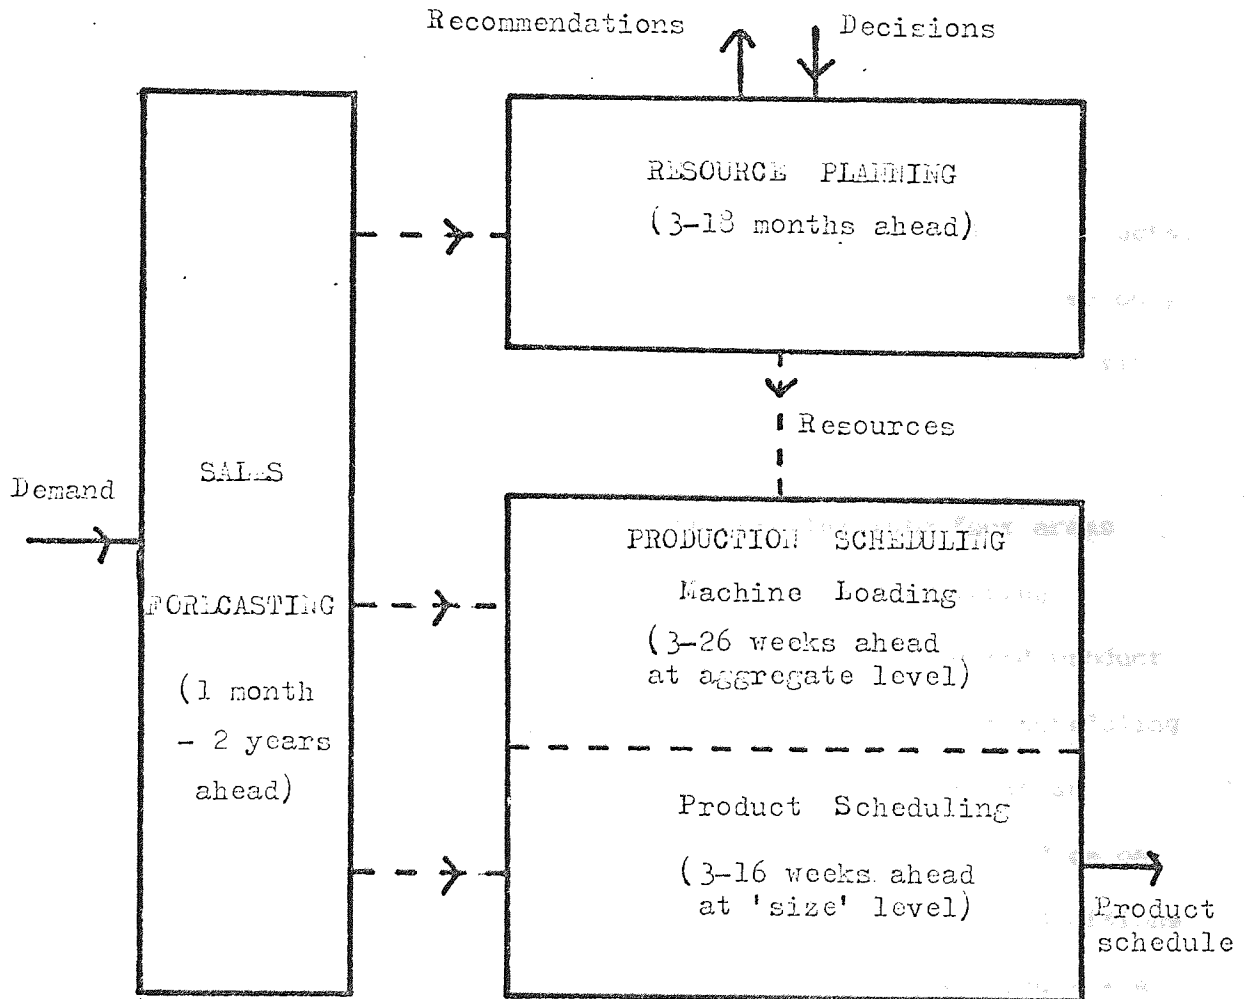 Recommendations
Decisions
RESOURCE PLANNING
(3-18 months ahead)
Resources
Demand
SALES
FORECASTING
(1 month
- 2 years
ahead)
PRODUCTION SCHEDULING
Machine Loading
(3-26 weeks ahead
at aggregate level)
Product Scheduling
(3-16 weeks ahead
at 'size' level)
Product
schedule
four areas